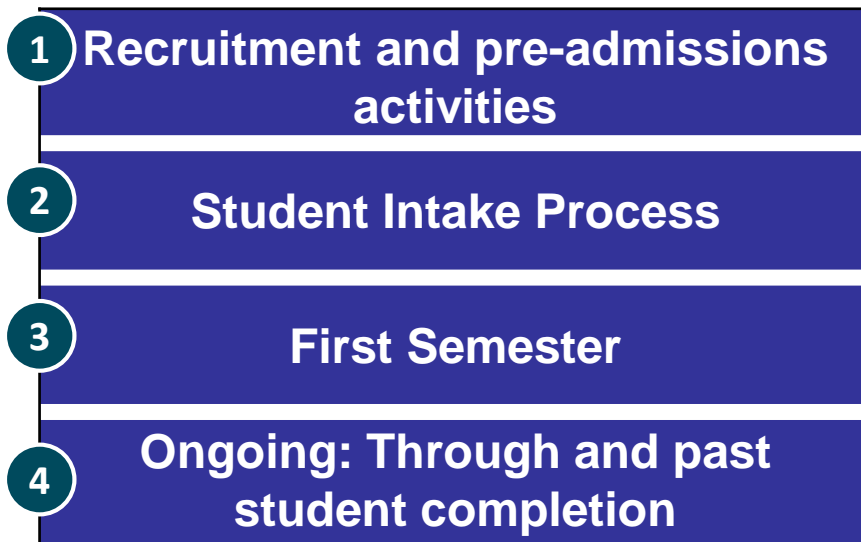 1 Recruitment and pre-admissions
activities
2 Student Intake Process
3 First Semester
4 Ongoing: Through and past
student completion